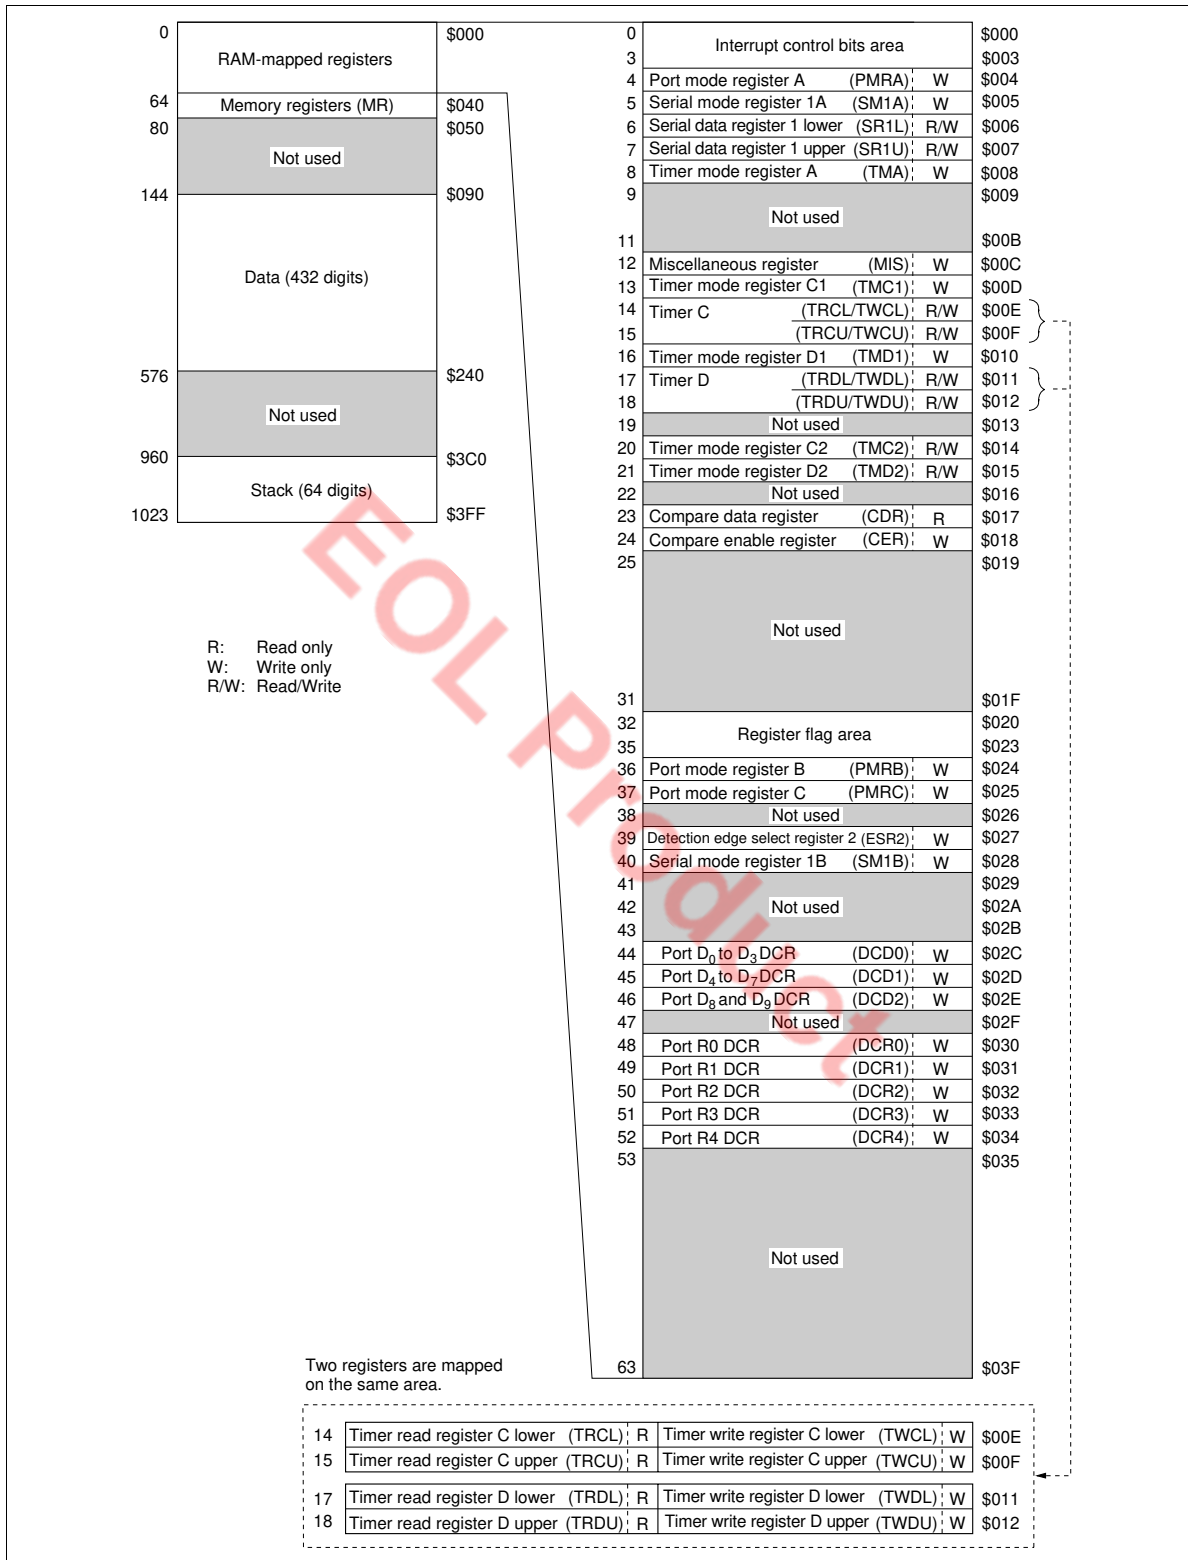 0 $000
RAM-mapped registers
64 Memory registers (MR) $040
80 $050
Not used
144 $090
Data (432 digits)
576 $240
Not used
960 $3C0
Stack (64 digits)
1023 $3FF
R: Read only
W: Write only
R/W: Read/Write
0 $000
Interrupt control bits area
3 $003
4 Port mode register A (PMRA) W $004
5 Serial mode register 1A (SM1A) W $005
6 Serial data register 1 lower (SR1L) R/W $006
7 Serial data register 1 upper (SR1U) R/W $007
8 Timer mode register A (TMA) W $008
9 $009
Not used
11 $00B
12 Miscellaneous register (MIS) W $00C
13 Timer mode register C1 (TMC1) W $00D
14 Timer C (TRCL/TWCL) R/W $00E
15 (TRCU/TWCU) R/W $00F
16 Timer mode register D1 (TMD1) W $010
17 Timer D (TRDL/TWDL) R/W $011
18 (TRDU/TWDU) R/W $012
19 Not used $013
20 Timer mode register C2 (TMC2) R/W $014
21 Timer mode register D2 (TMD2) R/W $015
22 Not used $016
23 Compare data register (CDR) R $017
24 Compare enable register (CER) W $018
25 $019
Not used
31 $01F
32 $020
Register flag area
35 $023
36 Port mode register B (PMRB) W $024
37 Port mode register C (PMRC) W $025
38 Not used $026
39 Detection edge select register 2 (ESR2) W $027
40 Serial mode register 1B (SM1B) W $028
41 $029
42 Not used $02A
43 $02B
44 Port D0 to D3 DCR (DCD0) W $02C
45 Port D4 to D7 DCR (DCD1) W $02D
46 Port D8 and D9 DCR (DCD2) W $02E
47 Not used $02F
48 Port R0 DCR (DCR0) W $030
49 Port R1 DCR (DCR1) W $031
50 Port R2 DCR (DCR2) W $032
51 Port R3 DCR (DCR3) W $033
52 Port R4 DCR (DCR4) W $034
53 $035
Not used
63 $03F
Two registers are mapped
on the same area.
14 Timer read register C lower (TRCL) R Timer write register C lower (TWCL) W $00E
15 Timer read register C upper (TRCU) R Timer write register C upper (TWCU) W $00F
17 Timer read register D lower (TRDL) R Timer write register D lower (TWDL) W $011
18 Timer read register D upper (TRDU) R Timer write register D upper (TWDU) W $012
EOL Product